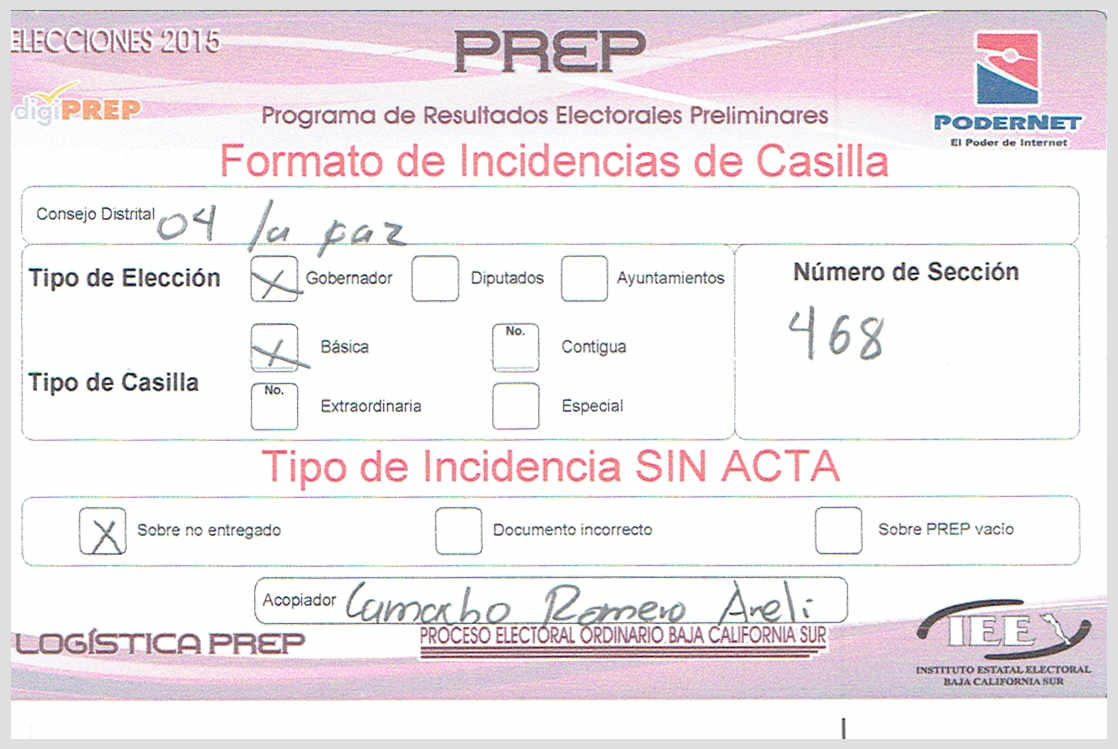 ELECCIONES 2015
PREP
digiPREP
Programa de Resultados Electorales Preliminares
PODERNET
El Poder de Internet
Formato de Incidencias de Casilla
Consejo Distrital 04 la paz
Tipo de Elección X Gobernador Diputados Ayuntamientos
Número de Sección
468
X Básica No. Contigua
Tipo de Casilla
No. Extraordinaria Especial
Tipo de Incidencia SIN ACTA
X Sobre no entregado Documento incorrecto Sobre PREP vacio
Acopiador Camacho Romero Areli
LOGÍSTICA PREP
PROCESO ELECTORAL ORDINARIO BAJA CALIFORNIA SUR
IEE
INSTITUTO ESTATAL ELECTORAL
BAJA CALIFORNIA SUR